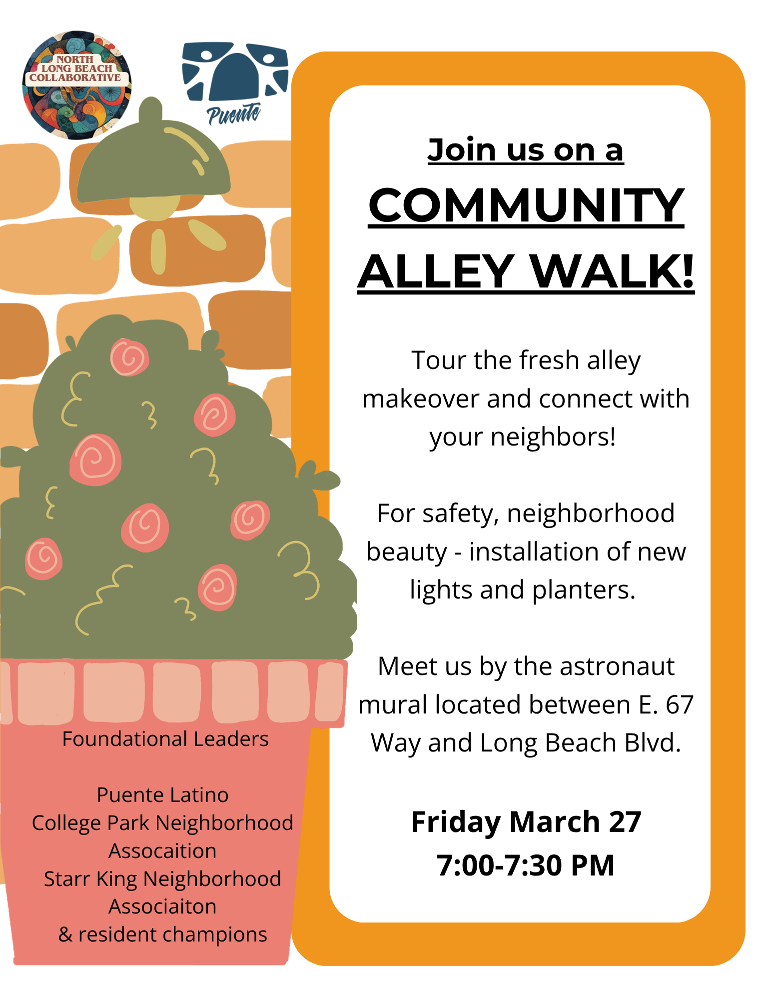 NORTH
LONG BEACH
COLLABORATIVE
Puente
Join us on a
COMMUNITY
ALLEY WALK!
Tour the fresh alley
makeover and connect with
your neighbors!
For safety, neighborhood
beauty - installation of new
lights and planters.
Meet us by the astronaut
mural located between E. 67
Way and Long Beach Blvd.
Friday March 27
7:00-7:30 PM
Foundational Leaders
Puente Latino
College Park Neighborhood
Assocaition
Starr King Neighborhood
Associaiton
& resident champions